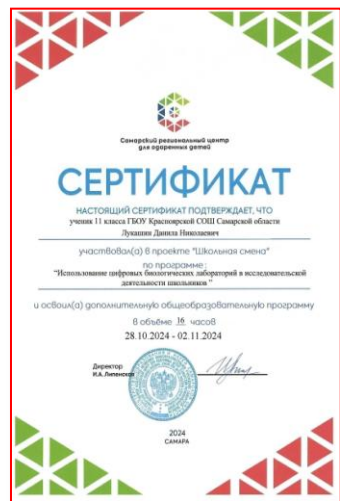 Самарский региональный центр
для одаренных детей
СЕРТИФИКАТ
НАСТОЯЩИЙ СЕРТИФИКАТ ПОДТВЕРЖДАЕТ, ЧТО
ученик 11 класса ГБОУ Красноярской СОШ Самарской области
Лукашин Данила Николаевич
участвовал(а) в проекте "Школьная смена"
по программе:
"Использование цифровых биологических лабораторий в исследовательской
деятельности школьников "
и освоил(а) дополнительную общеобразовательную программу
в объёме 16 часов
28.10.2024 - 02.11.2024
Директор
И.А. Липенская
2024
САМАРА